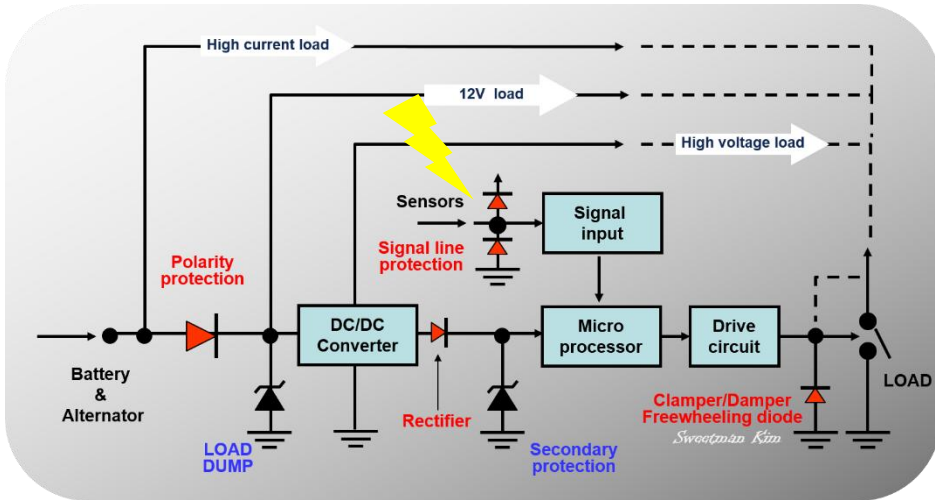 High current load
12V load
High voltage load
Sensors
Signal line
protection
Signal
input
Polarity
protection
DC/DC
Converter
Micro
processor
Drive
circuit
Battery
&
Alternator
LOAD
DUMP
Rectifier
Secondary
protection
Clamper/Damper
Freewheeling diode
Sweetman Kim
LOAD